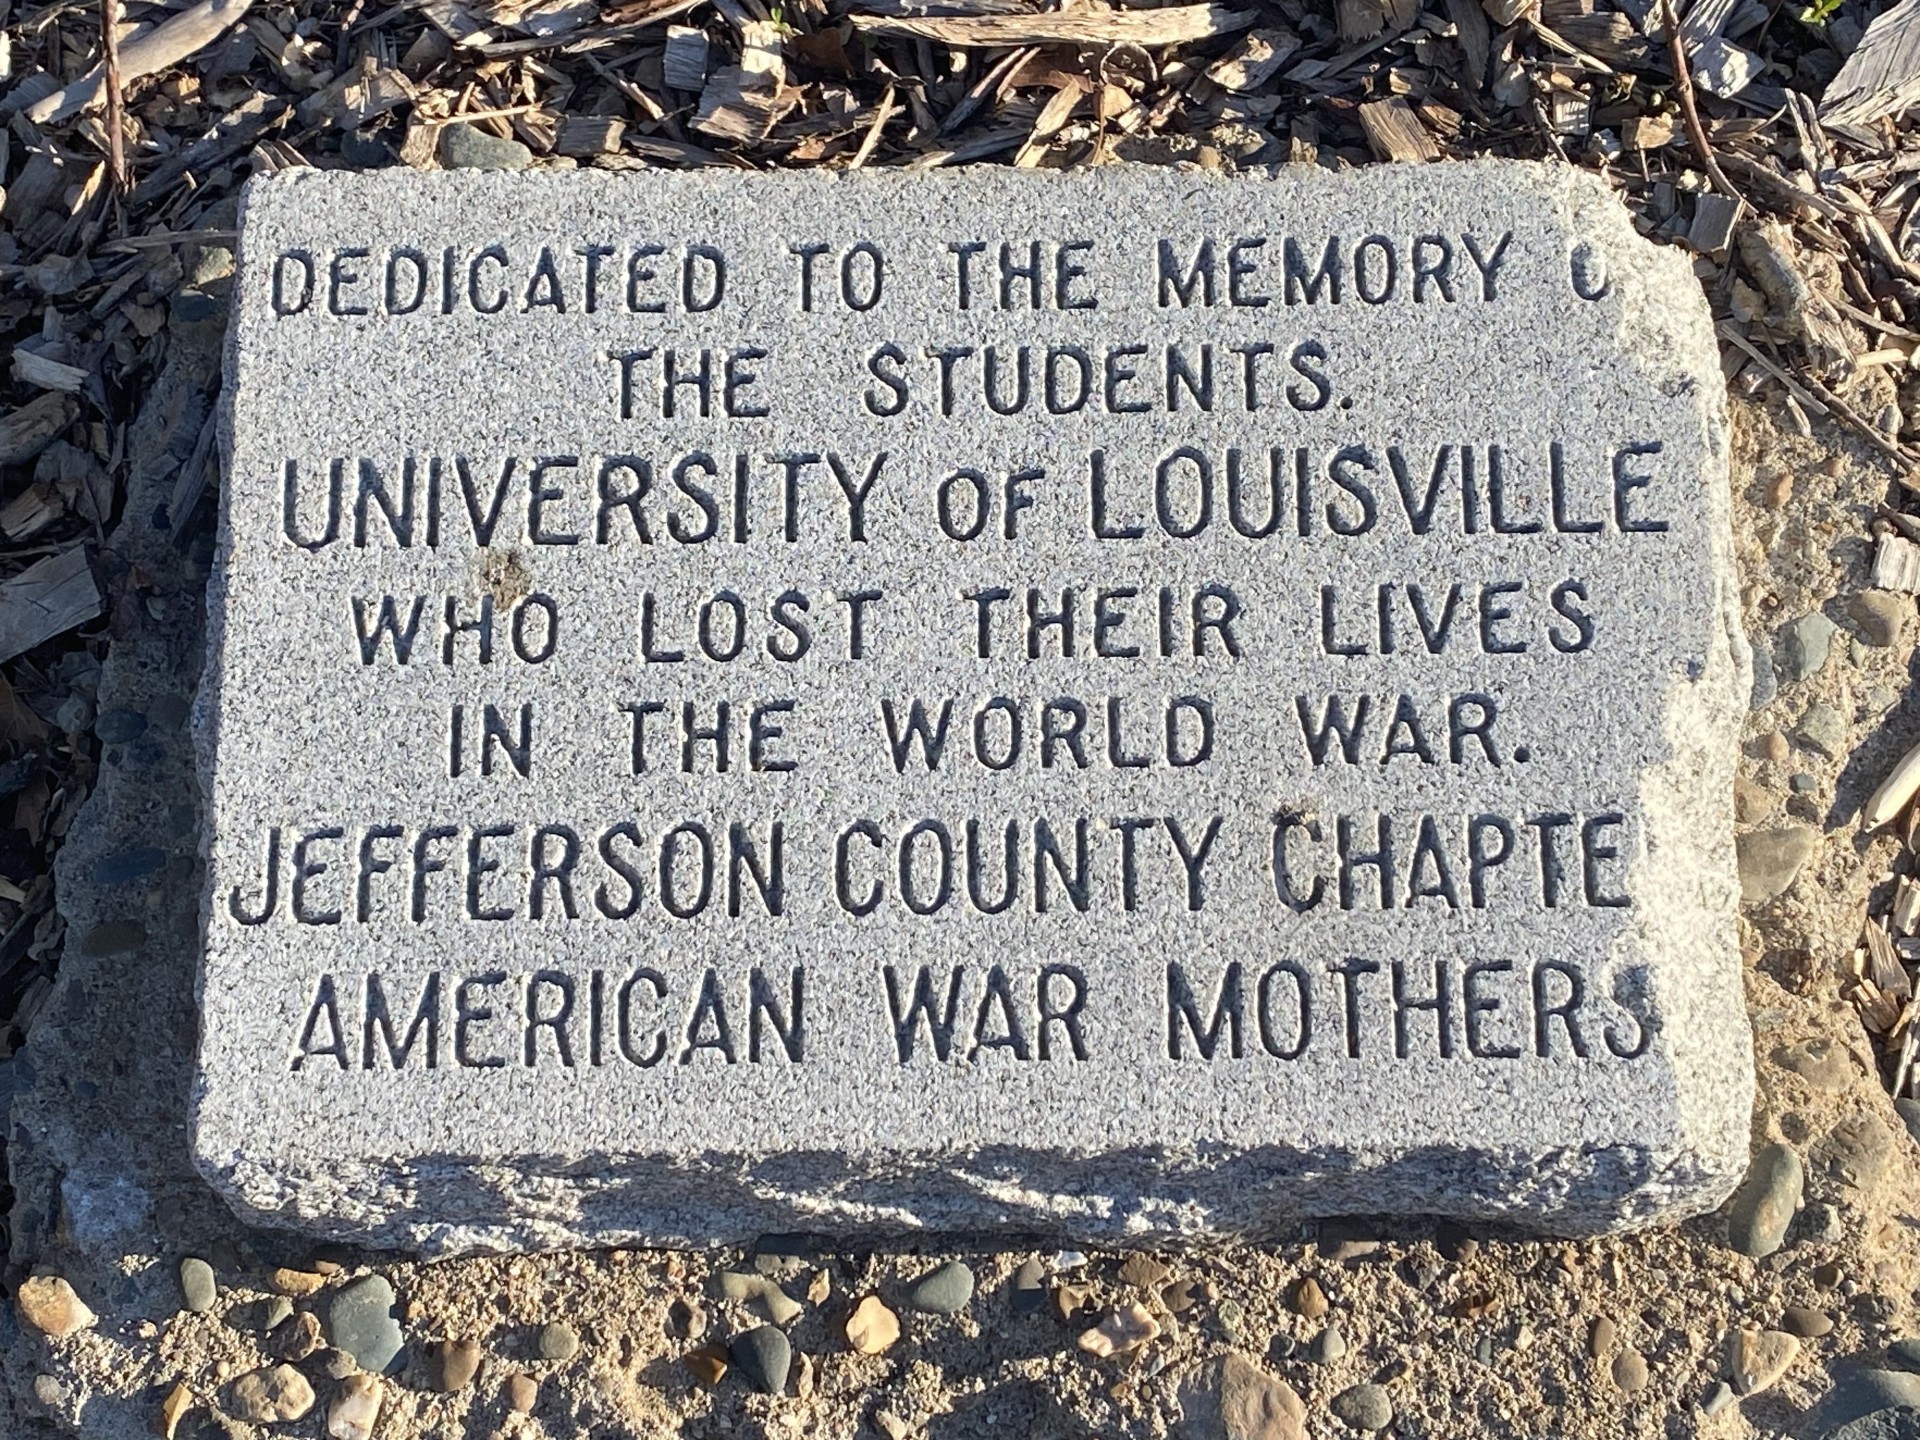 DEDICATED TO THE MEMORY O
THE STUDENTS.
UNIVERSITY OF LOUISVILLE
WHO LOST THEIR LIVES
IN THE WORLD WAR.
JEFFERSON COUNTY CHAPTE
AMERICAN WAR MOTHERS